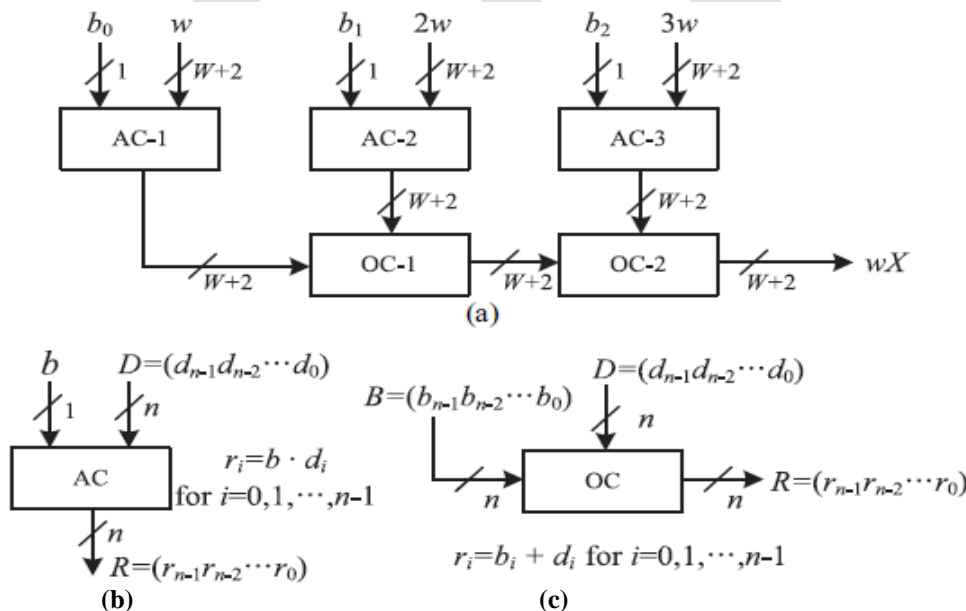 b₀ w b₁ 2w b₂ 3w
1 W+2 1 W+2 1 W+2
AC-1 AC-2 AC-3
W+2 W+2
OC-1 OC-2 wX
W+2 W+2 W+2
(a)
b D=(dₙ₋₁dₙ₋₂⋯d₀)
1 n
AC
rᵢ=b · dᵢ
for i=0,1,⋯,n-1
n
R=(rₙ₋₁rₙ₋₂⋯r₀)
(b)
D=(dₙ₋₁dₙ₋₂⋯d₀)
B=(bₙ₋₁bₙ₋₂⋯b₀)
n
OC
n n R=(rₙ₋₁rₙ₋₂⋯r₀)
rᵢ=bᵢ + dᵢ for i=0,1,⋯,n-1
(c)